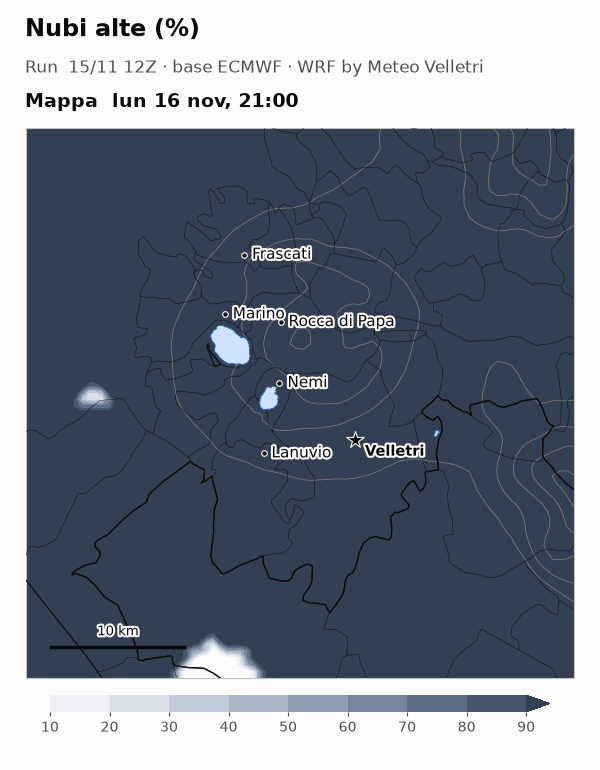 Nubi alte (%)
Run  15/11 12Z · base ECMWF · WRF by Meteo Velletri
Mappa  lun 16 nov, 21:00
Frascati
Marino
Rocca di Papa
Nemi
Velletri
Lanuvio
10 km
10 20 30 40 50 60 70 80 90